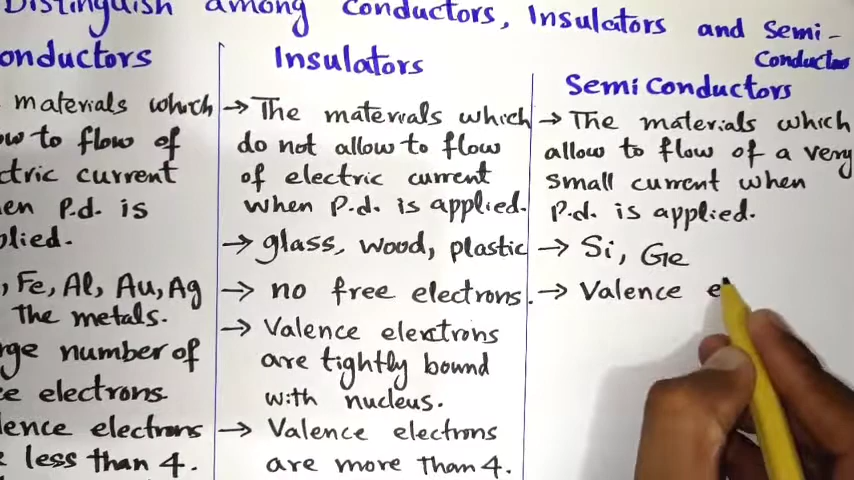 Distinguish among Conductors, Insulators and Semi-
Conductors
onductors
materials which
ow to flow of
ctric current
en P.d. is
plied.
, Fe, Al, Au, Ag
The metals.
rge number of
ee electrons.
lence electrons
e less than 4.
Insulators
→ The materials which
do not allow to flow
of electric current
when P.d. is applied.
→ glass, wood, plastic
→ no free electrons.
→ Valence electrons
are tightly bound
with nucleus.
→ Valence electrons
are more than 4.
Semiconductors
→ The materials which
allow to flow of a very
small current when
P.d. is applied.
→ Si, Ge
→ Valence e